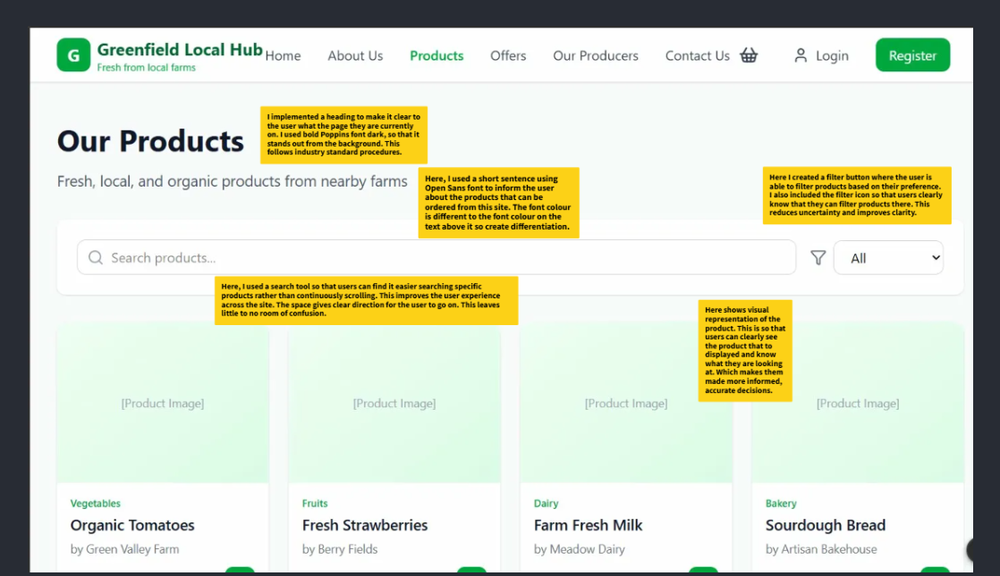 G Greenfield Local Hub Home About Us Products Offers Our Producers Contact Us Login Register
Fresh from local farms
Our Products
I implemented a heading to make it clear to
the user what the page they are currently
on. I used bold Poppins font dark, so that it
stands out from the background. This
follows industry standard procedures.
Fresh, local, and organic products from nearby farms
Here, I used a short sentence using
Open Sans font to inform the user
about the products that can be
ordered from this site. The font colour
is different to the font colour on the
text above it so create differentiation.
Here I created a filter button where the user is
able to filter products based on their preference.
I also included the filter icon so that users clearly
know that they can filter products there. This
reduces uncertainty and improves clarity.
Search products...
All
Here, I used a search tool so that users can find it easier searching specific
products rather than continuously scrolling. This improves the user experience
across the site. The space gives clear direction for the user to go on. This leaves
little to no room of confusion.
Here shows visual
representation of the
product. This is so that
users can clearly see
the product that to
displayed and know
what they are looking
at. Which makes them
made more informed,
accurate decisions.
[Product Image] [Product Image] [Product Image] [Product Image]
Vegetables
Organic Tomatoes
by Green Valley Farm
Fruits
Fresh Strawberries
by Berry Fields
Dairy
Farm Fresh Milk
by Meadow Dairy
Bakery
Sourdough Bread
by Artisan Bakehouse